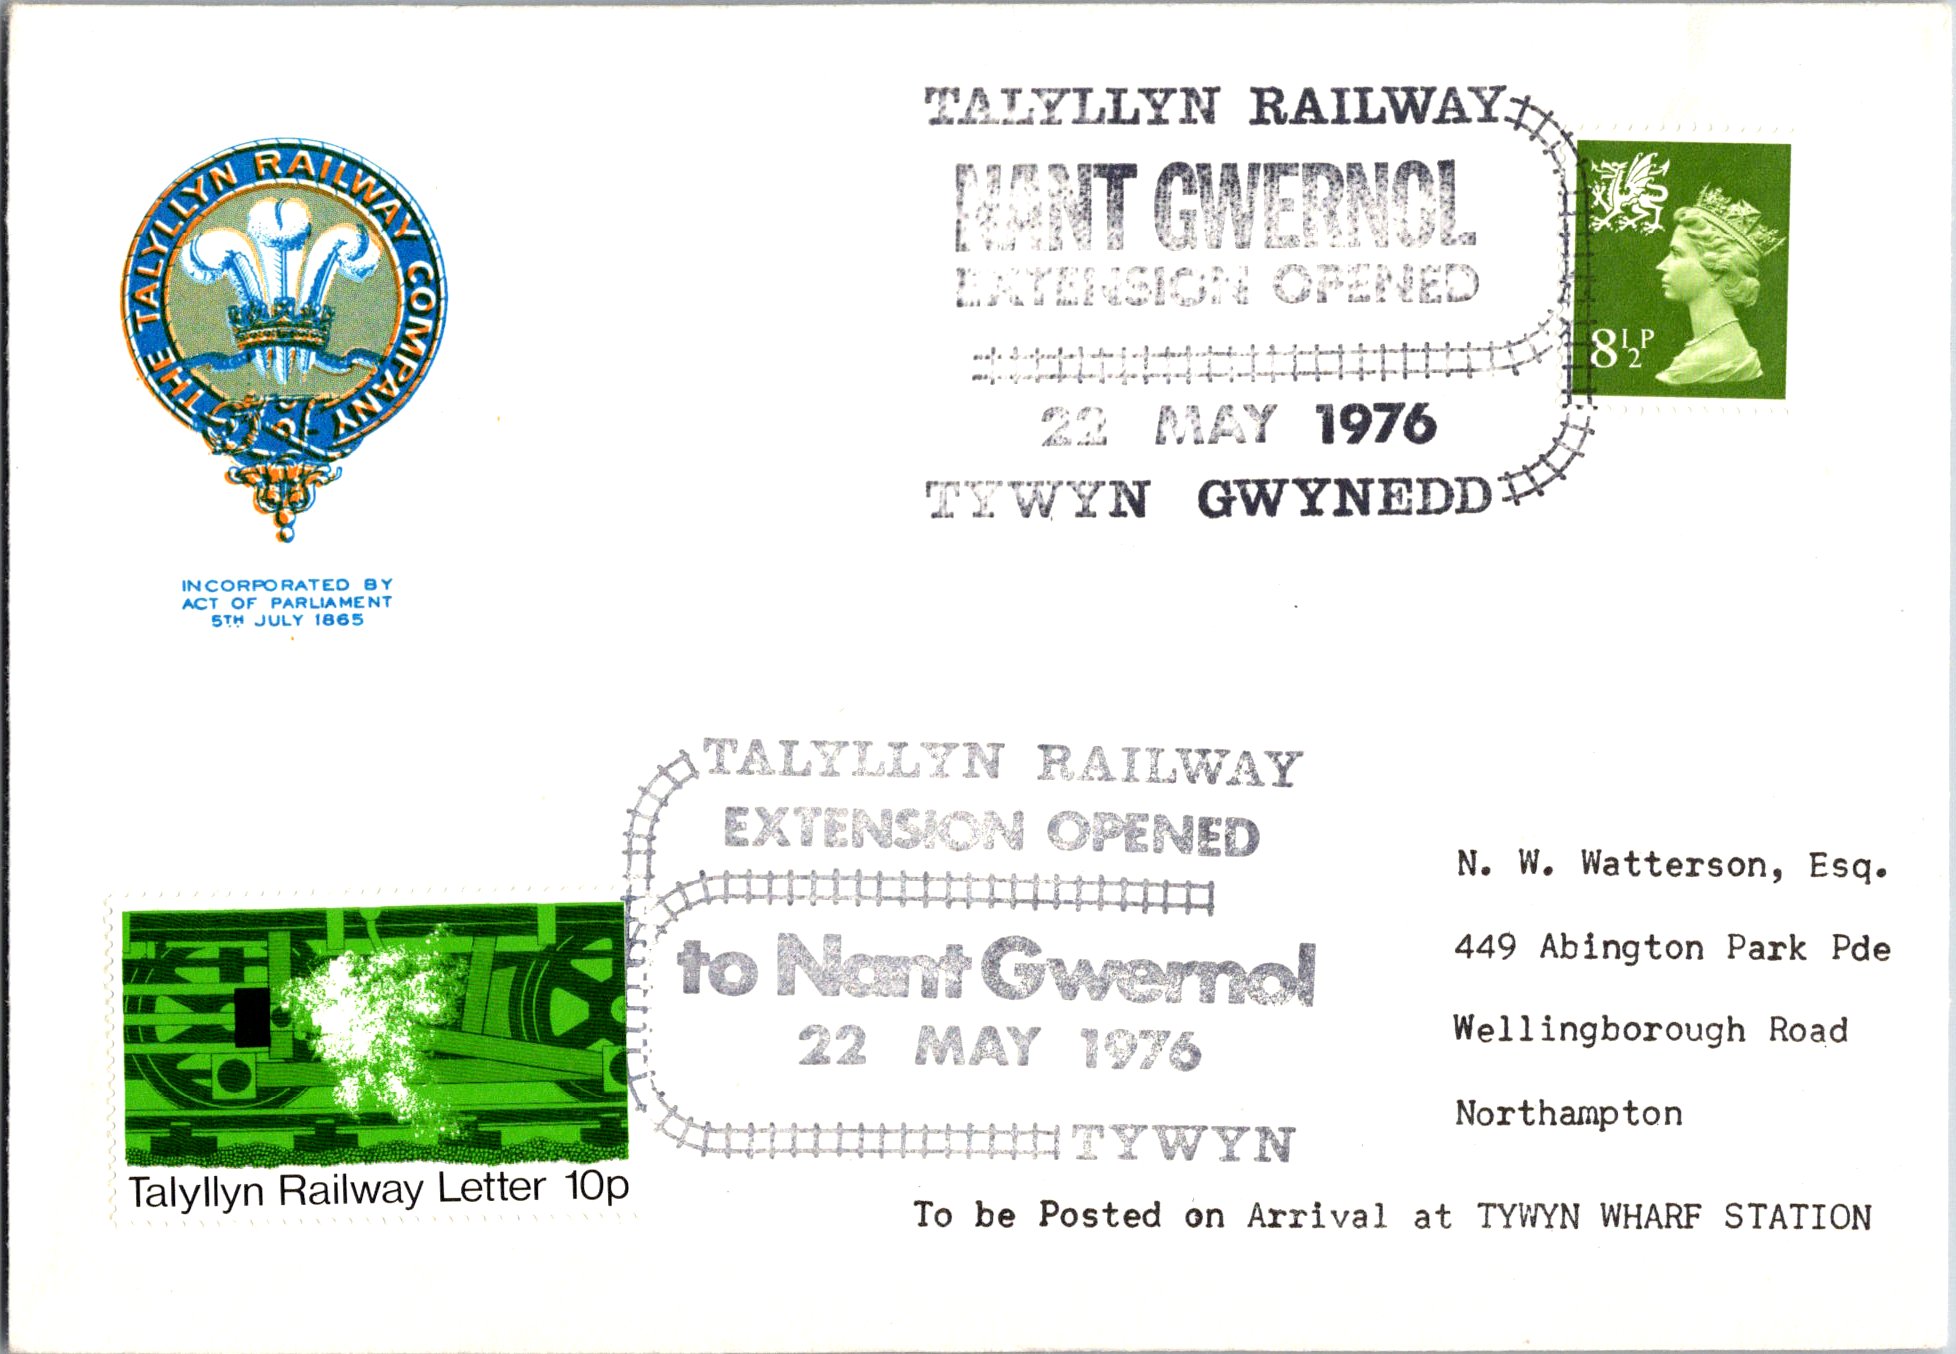 THE TALYLLYN RAILWAY COMPANY
INCORPORATED BY
ACT OF PARLIAMENT
5TH JULY 1865
TALYLLYN RAILWAY
NANT GWERNOL
EXTENSION OPENED
22 MAY 1976
TYWYN GWYNEDD
8½P
TALYLLYN RAILWAY
EXTENSION OPENED
to Nant Gwernol
22 MAY 1976
TYWYN
Talyllyn Railway Letter 10p
N. W. Watterson, Esq.
449 Abington Park Pde
Wellingborough Road
Northampton
To be Posted on Arrival at TYWYN WHARF STATION